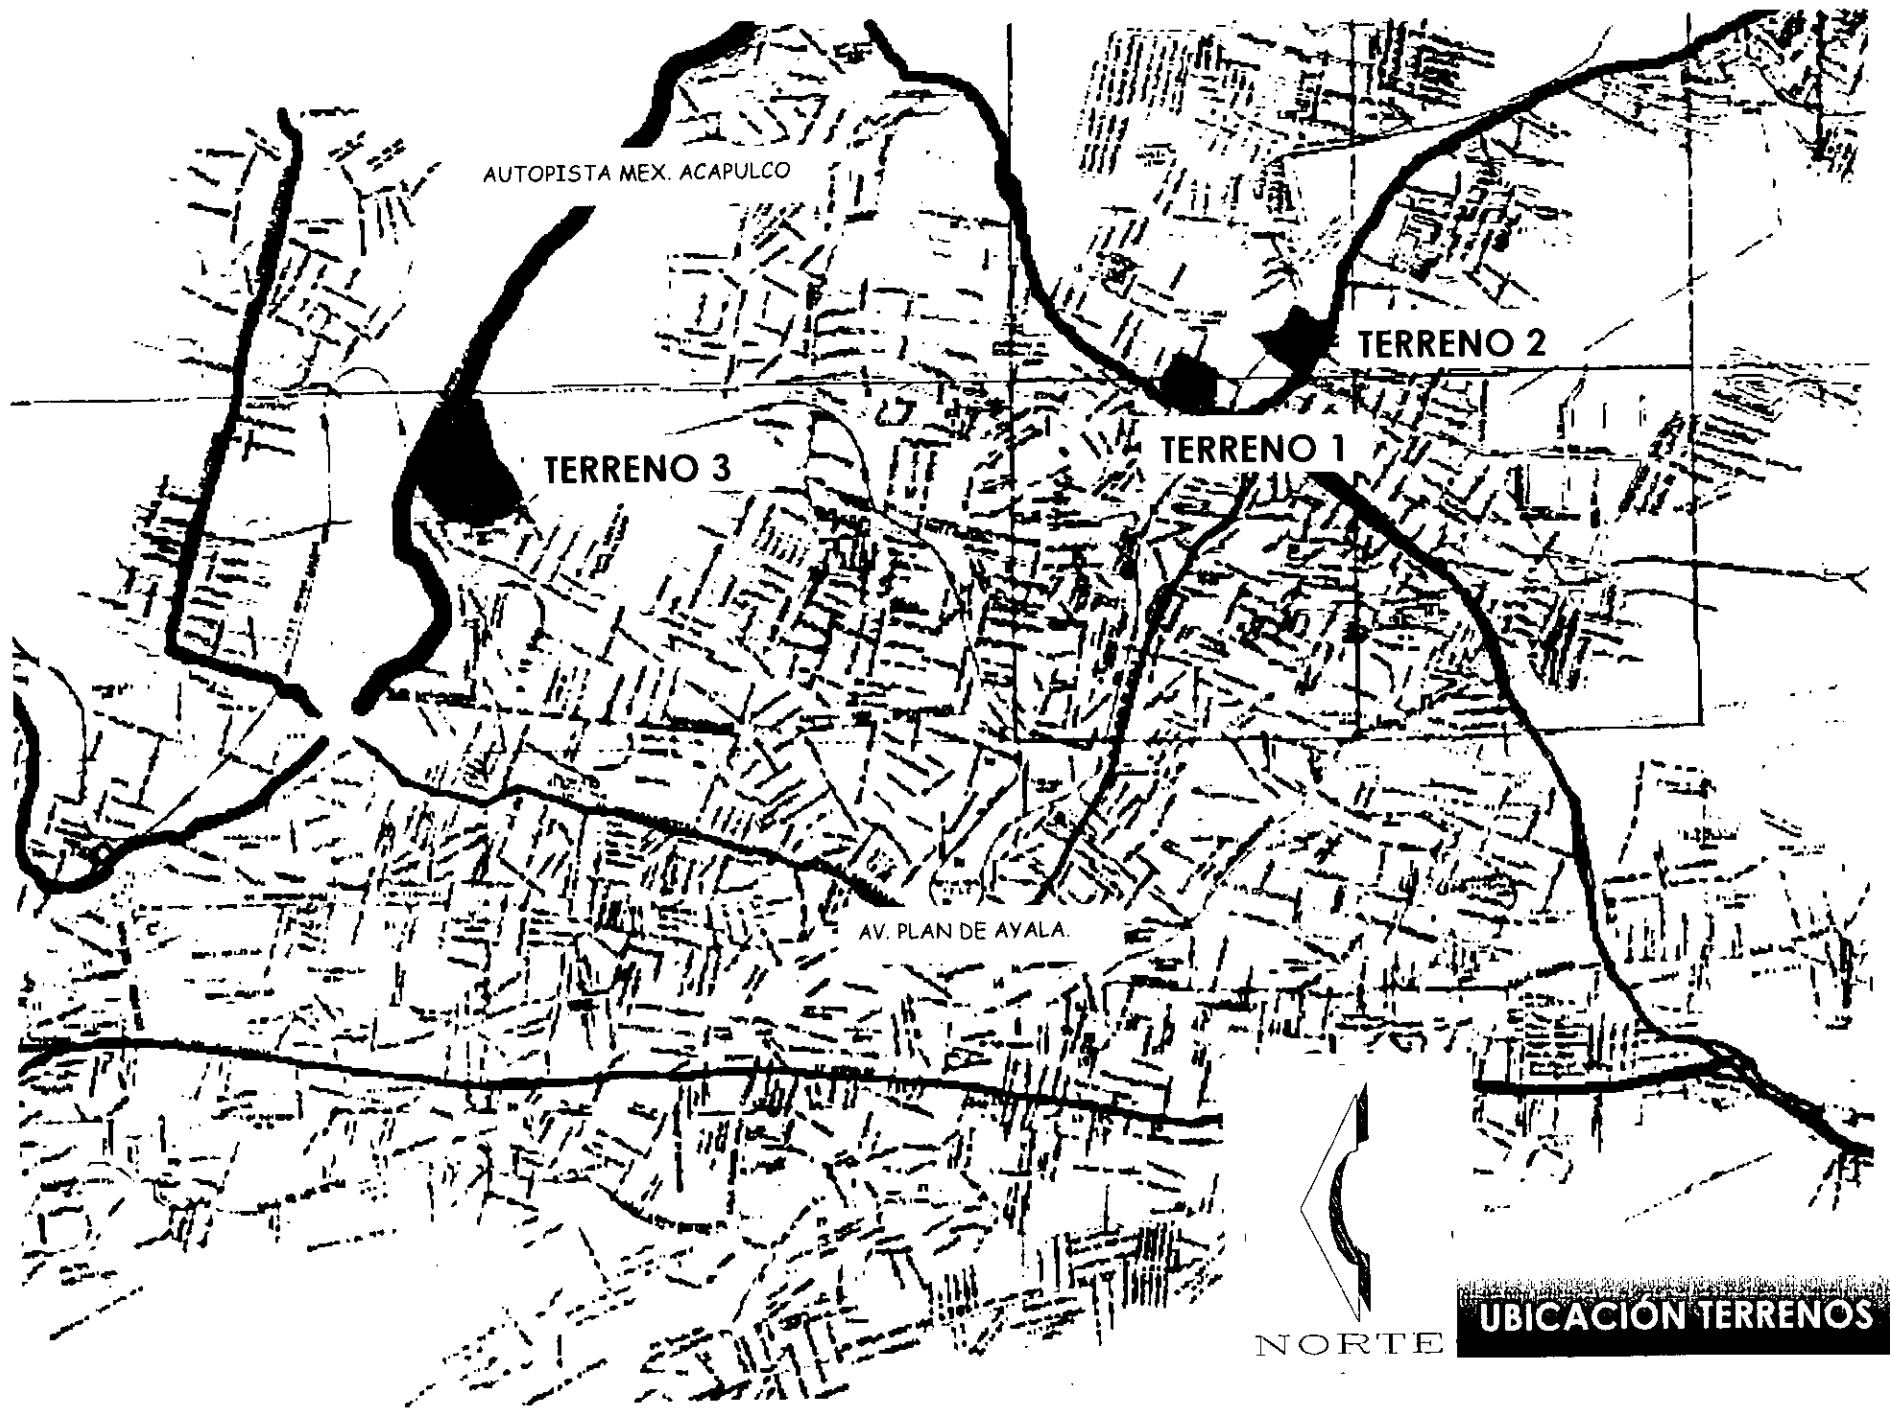 AUTOPISTA MEX. ACAPULCO
TERRENO 2
TERRENO 1
TERRENO 3
AV. PLAN DE AYALA.
NORTE
UBICACIÓN TERRENOS